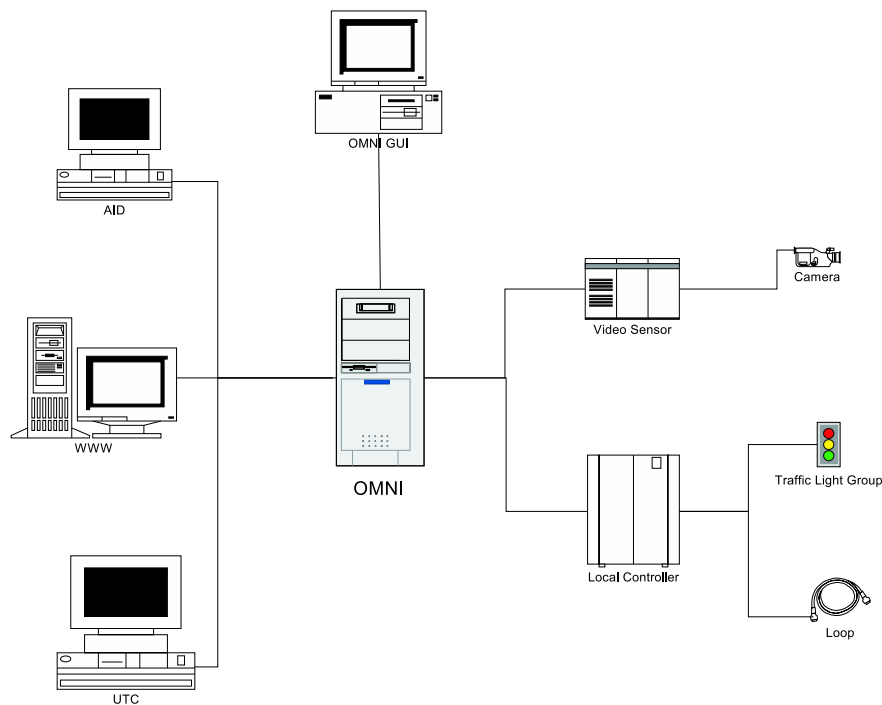 OMNI GUI
AID
Camera
Video Sensor
WWW
OMNI
Traffic Light Group
Local Controller
Loop
UTC